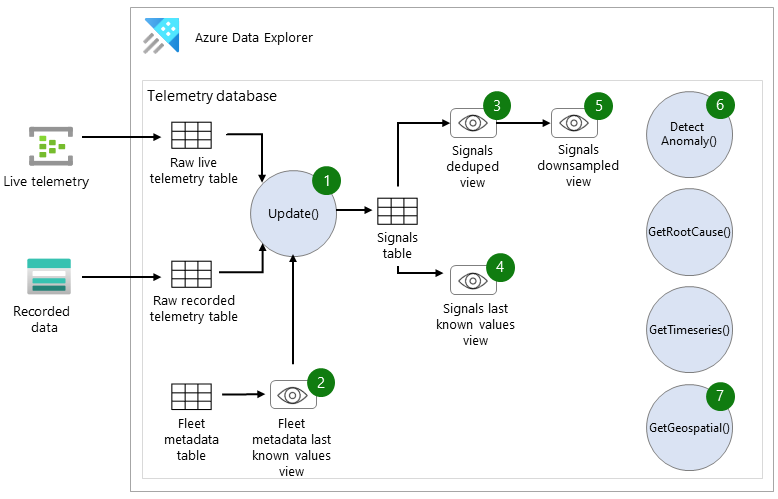 Azure Data Explorer
Telemetry database
Live telemetry
Raw live
telemetry table
1
Update()
Recorded
data
Raw recorded
telemetry table
Fleet
metadata
table
2
Fleet
metadata last
known values
view
Signals
table
3
Signals
deduped
view
5
Signals
downsampled
view
4
Signals last
known values
view
6
Detect
Anomaly()
GetRootCause()
GetTimeseries()
7
GetGeospatial()